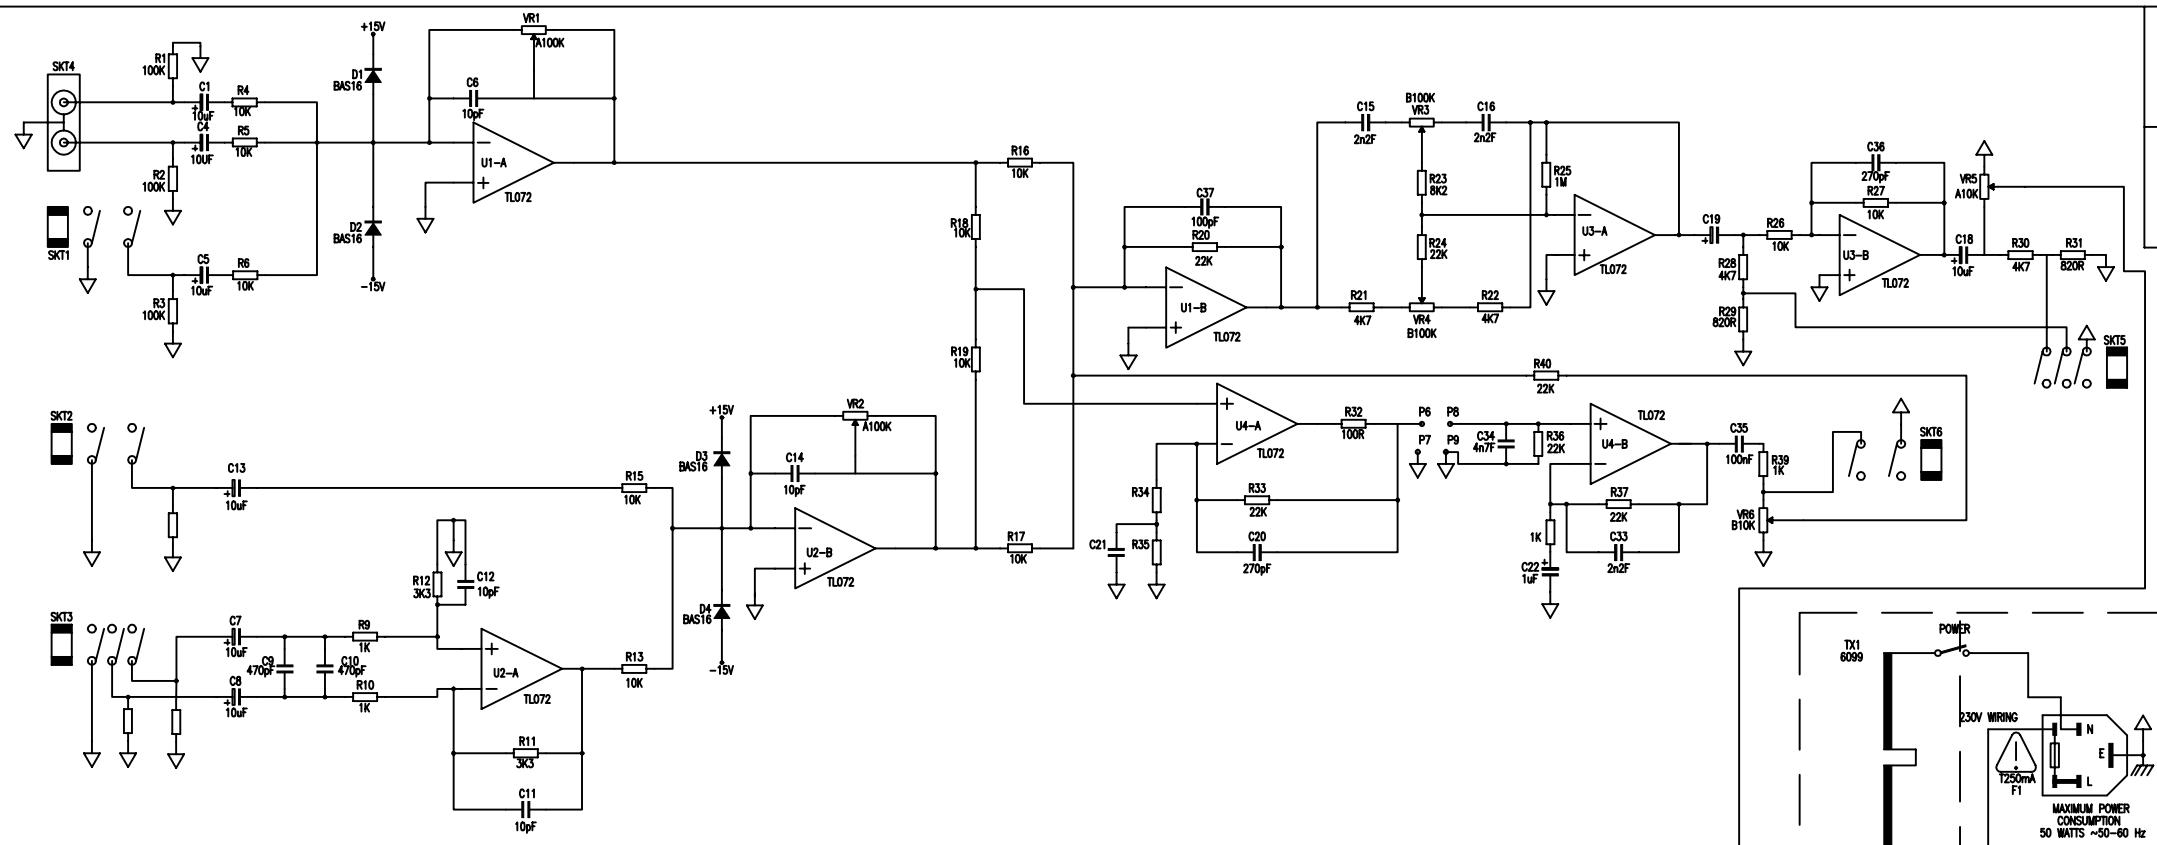 SKT4
R1
100K
C1
10uF
R4
10K
C4
10UF
R5
10K
R2
100K
SKT1
C5
10uF
R6
10K
R3
100K
+15V
D1
BAS16
D2
BAS16
-15V
VR1
A100K
C6
10pF
U1-A
TL072
R16
10K
R18
10K
R19
10K
R17
10K
C37
100pF
R20
22K
U1-B
TL072
C15
2n2F
B100K
VR3
C16
2n2F
R23
8K2
R24
22K
R25
1M
R21
4K7
VR4
B100K
R22
4K7
U3-A
TL072
C19
R26
10K
R28
4K7
R29
820R
C36
270pF
R27
10K
U3-B
TL072
VR5
A10K
C18
10uF
R30
4K7
R31
820R
SKT5
R40
22K
SKT2
C13
10uF
R15
10K
+15V
D3
BAS16
D4
BAS16
-15V
VR2
A100K
C14
10pF
U2-B
TL072
R12
3K3
C12
10pF
SKT3
C7
10uF
C9
470pF
C10
470pF
C8
10uF
R9
1K
R10
1K
U2-A
TL072
R11
3K3
C11
10pF
R13
10K
U4-A
TL072
R32
100R
R34
R33
22K
C21
R35
C20
270pF
P6
P8
P7
P9
C34
4n7F
R36
22K
U4-B
TL072
R37
22K
1K
C33
2n2F
C22
1uF
C35
100nF
R39
1K
VR6
B10K
SKT6
TX1
6099
POWER
230V WIRING
T250mA
F1
N
E
L
MAXIMUM POWER
CONSUMPTION
50 WATTS ~50-60 Hz